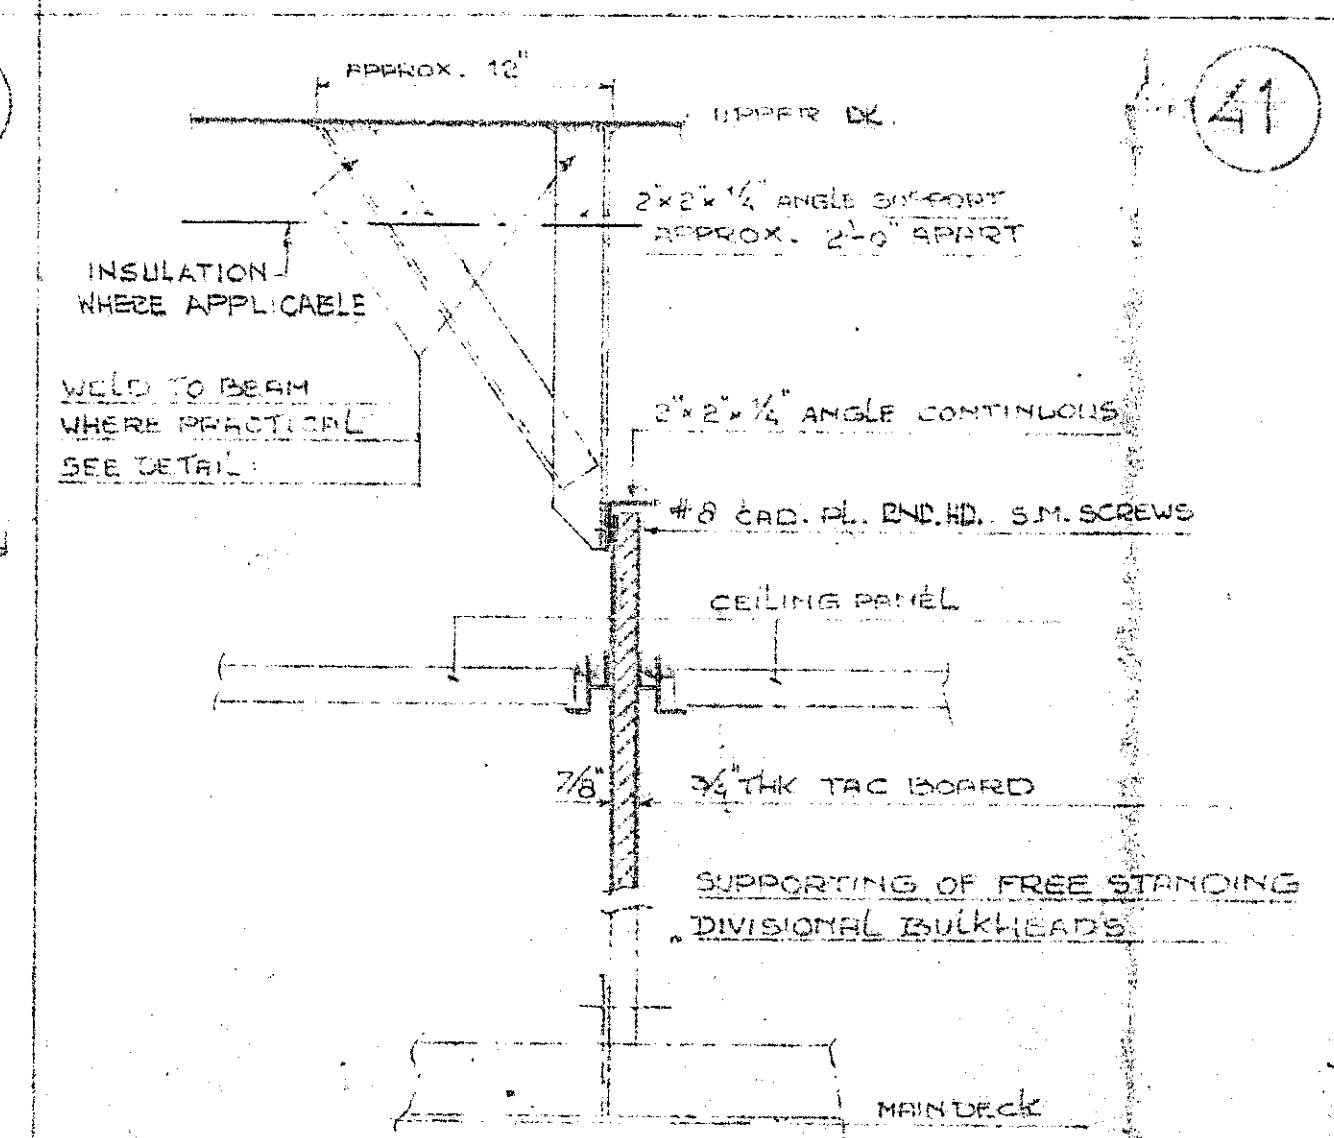 APPROX. 12"
UPPER DK.
41
2"x2"x1/4" ANGLE SUPPORT
APPROX. 2'-0" APART
INSULATION
WHERE APPLICABLE
WELD TO BEAM
WHERE PRACTICAL
SEE DETAIL:
2"x2"x1/4" ANGLE CONTINUOUS
#8 CAD. PL. RND. HD. S.M. SCREWS
CEILING PANEL
7/8" 3/4" THK TAC BOARD
SUPPORTING OF FREE STANDING
DIVISIONAL BULKHEADS
MAIN DECK